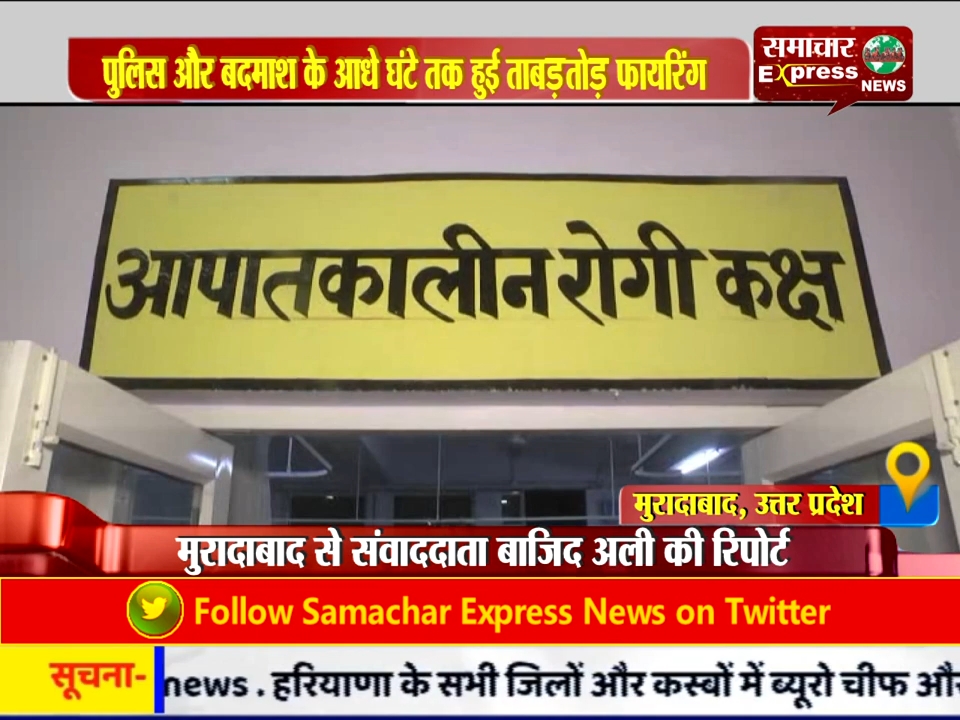 पुलिस और बदमाश के आधे घंटे तक हुई ताबड़तोड़ फायरिंग
समाचार
Express
NEWS
आपातकालीन रोगी कक्ष
मुरादाबाद, उत्तर प्रदेश
मुरादाबाद से संवाददाता बाजिद अली की रिपोर्ट
Follow Samachar Express News on Twitter
सूचना- news . हरियाणा के सभी जिलों और कस्बों में ब्यूरो चीफ और